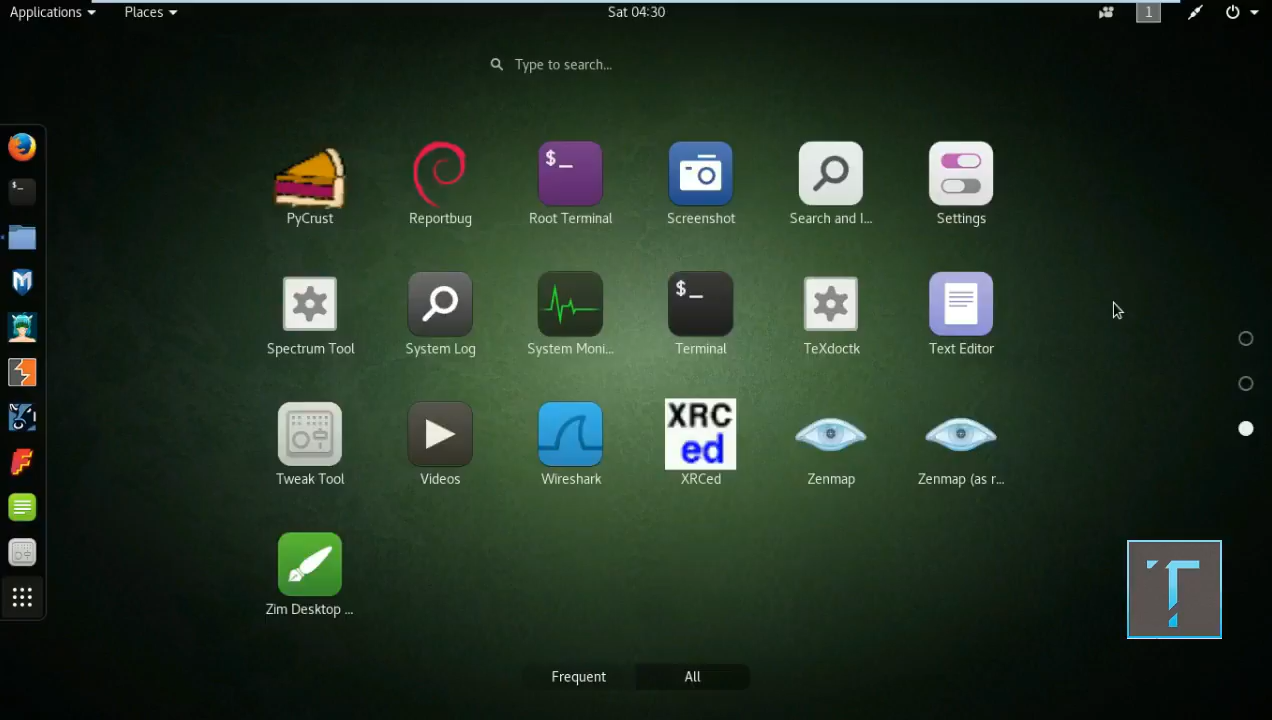 Applications Places Sat 04:30 1
Type to search...
PyCrust Reportbug Root Terminal Screenshot Search and I... Settings
Spectrum Tool System Log System Moni... Terminal TeXdoctk Text Editor
XRC
ed
Tweak Tool Videos Wireshark XRCed Zenmap Zenmap (as r...
Zim Desktop ...
Frequent All